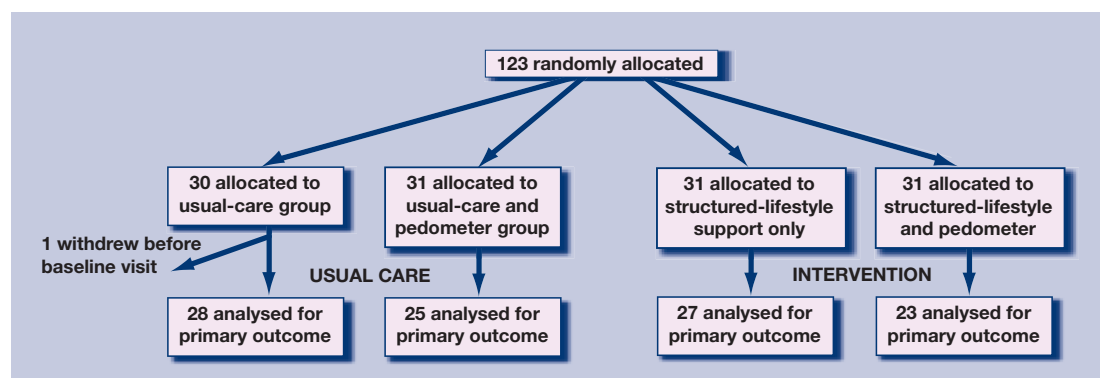 123 randomly allocated
30 allocated to
usual-care group
31 allocated to
usual-care and
pedometer group
31 allocated to
structured-lifestyle
support only
31 allocated to
structured-lifestyle
and pedometer
1 withdrew before
baseline visit
USUAL CARE
INTERVENTION
28 analysed for
primary outcome
25 analysed for
primary outcome
27 analysed for
primary outcome
23 analysed for
primary outcome